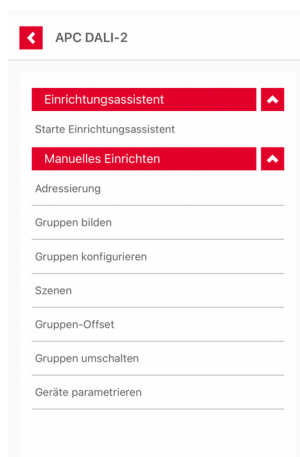 APC DALI-2
Einrichtungsassistent
Starte Einrichtungsassistent
Manuelles Einrichten
Adressierung
Gruppen bilden
Gruppen konfigurieren
Szenen
Gruppen-Offset
Gruppen umschalten
Geräte parametrieren